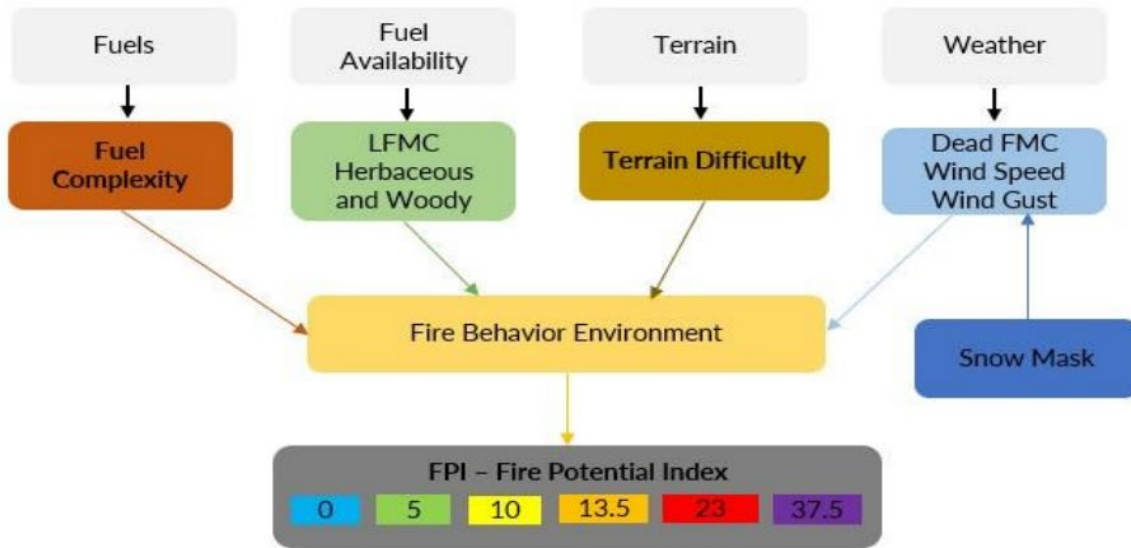 Fuels
Fuel
Availability
Terrain
Weather
Fuel
Complexity
LFMC
Herbaceous
and Woody
Terrain Difficulty
Dead FMC
Wind Speed
Wind Gust
Fire Behavior Environment
Snow Mask
FPI – Fire Potential Index
0 5 10 13.5 23 37.5